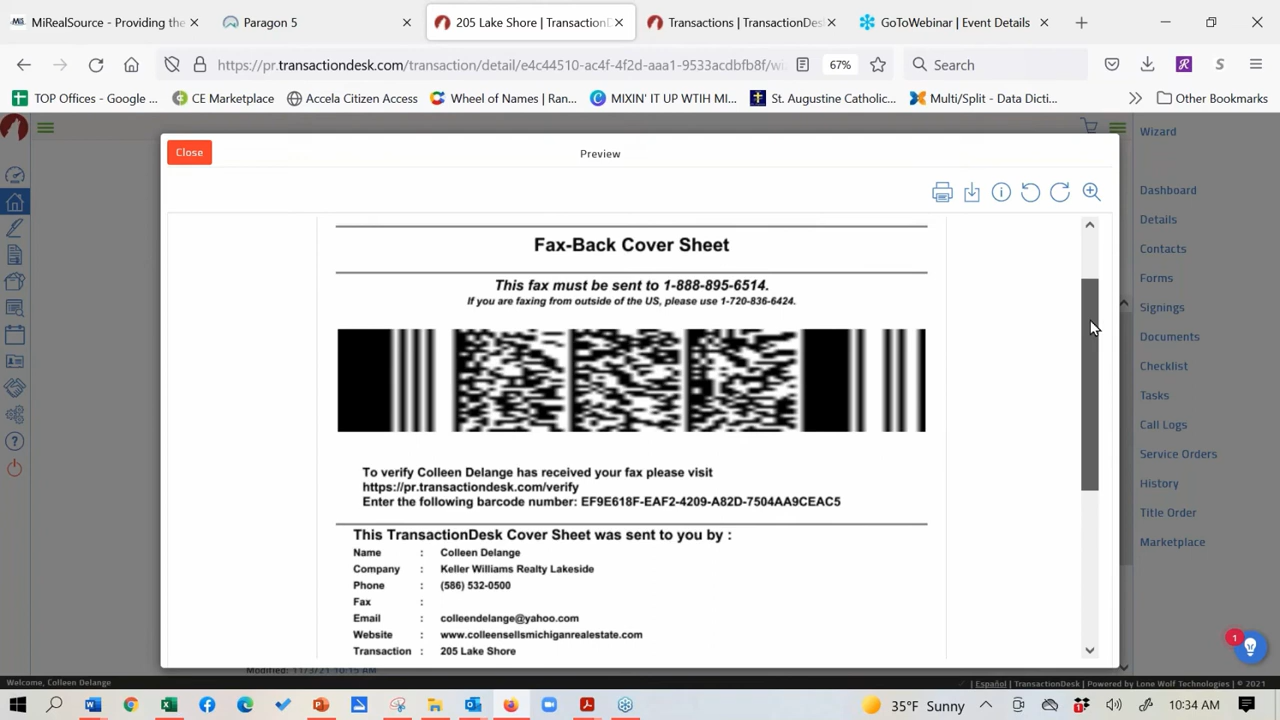 MiRealSource - Providing the
Paragon 5
205 Lake Shore | TransactionD
Transactions | TransactionDes
GoToWebinar | Event Details
https://pr.transactiondesk.com/transaction/detail/e4c44510-ac4f-4f2d-aaa1-9533acdbfb8f/wi
67%
Search
TOP Offices - Google ...
CE Marketplace
Accela Citizen Access
Wheel of Names | Ran...
MIXIN' IT UP WTIH MI...
St. Augustine Catholic...
Multi/Split - Data Dicti...
Other Bookmarks
Close
Preview
Fax-Back Cover Sheet
This fax must be sent to 1-888-895-6514.
If you are faxing from outside of the US, please use 1-720-836-6424.
To verify Colleen Delange has received your fax please visit
https://pr.transactiondesk.com/verify
Enter the following barcode number: EF9E618F-EAF2-4209-A82D-7504AA9CEAC5
This TransactionDesk Cover Sheet was sent to you by :
Name : Colleen Delange
Company : Keller Williams Realty Lakeside
Phone : (586) 532-0500
Fax :
Email : colleendelange@yahoo.com
Website : www.colleensellsmichiganrealestate.com
Transaction : 205 Lake Shore
Wizard
Dashboard
Details
Contacts
Forms
Signings
Documents
Checklist
Tasks
Call Logs
Service Orders
History
Title Order
Marketplace
1
Modified: 11/3/21 10:15 AM
Welcome, Colleen Delange
| Español | TransactionDesk | Powered by Lone Wolf Technologies | © 2021
35°F Sunny
10:34 AM